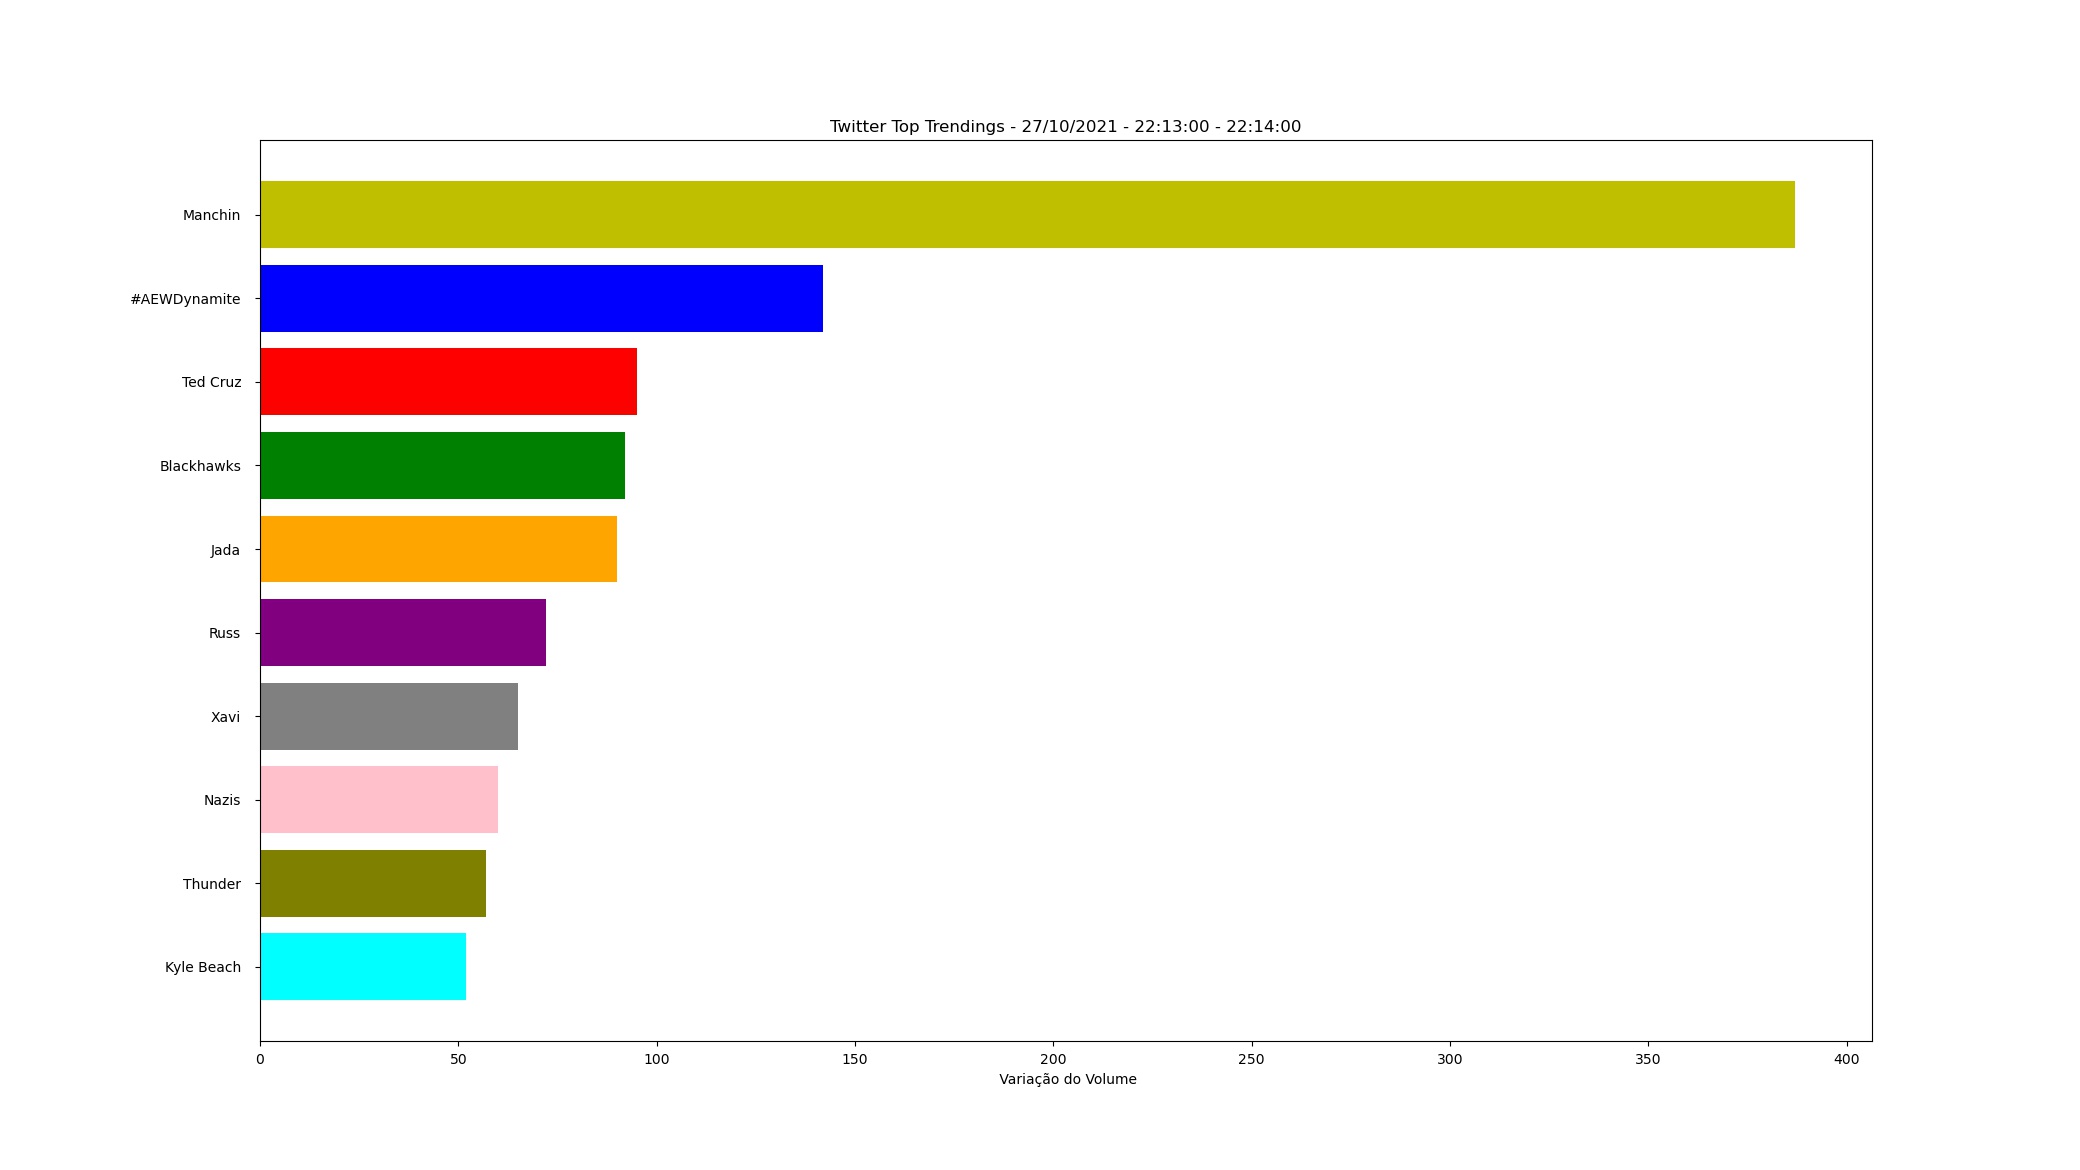 Twitter Top Trendings - 27/10/2021 - 22:13:00 - 22:14:00
Manchin
#AEWDynamite
Ted Cruz
Blackhawks
Jada
Russ
Xavi
Nazis
Thunder
Kyle Beach
0 50 100 150 200 250 300 350 400
Variação do Volume